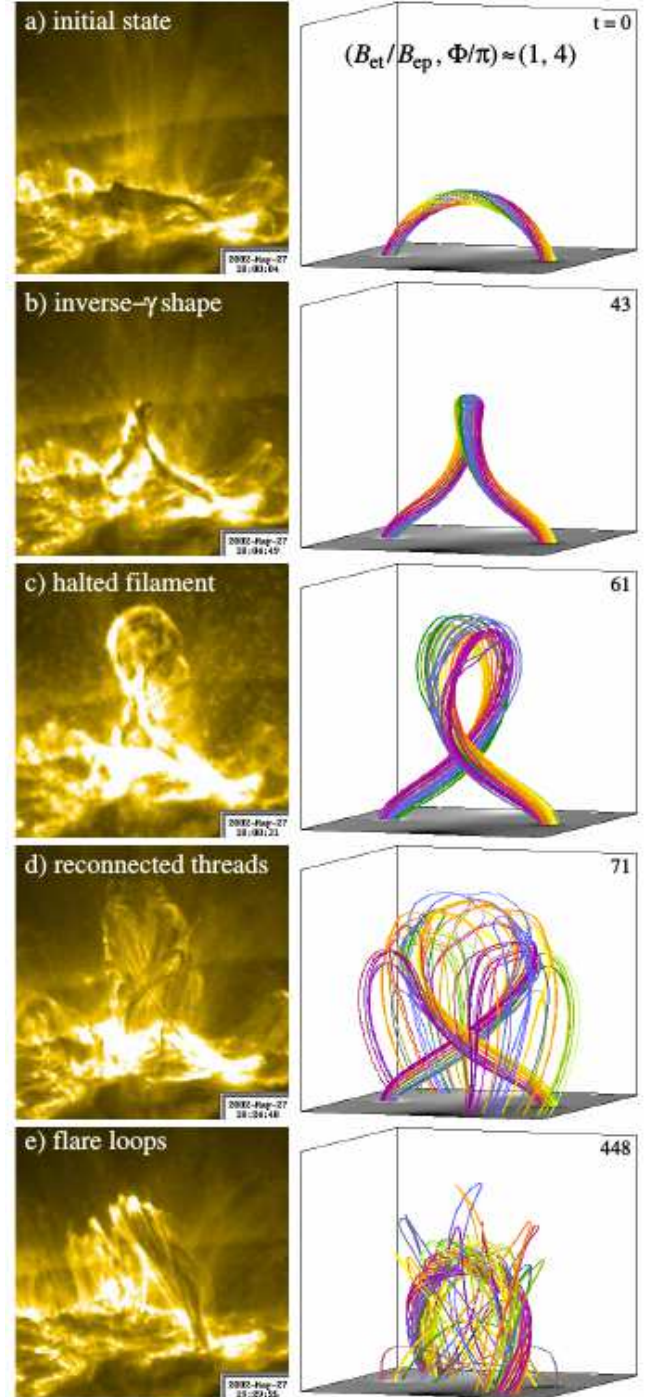 a) initial state
t = 0
(B_et/B_ep, Φ/π) ≈ (1, 4)
2002-May-27
b) inverse–γ shape
43
2002-May-27
c) halted filament
61
2002-May-27
d) reconnected threads
71
2002-May-27
e) flare loops
448
2002-May-27